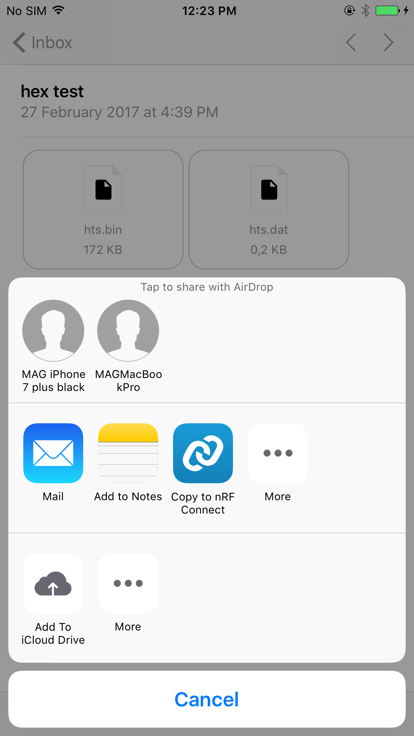 No SIM 12:23 PM
Inbox
hex test
27 February 2017 at 4:39 PM
hts.bin hts.dat
172 KB 0,2 KB
Tap to share with AirDrop
MAG iPhone MAGMacBoo
7 plus black kPro
Mail Add to Notes Copy to nRF More
Connect
Add To More
iCloud Drive
Cancel